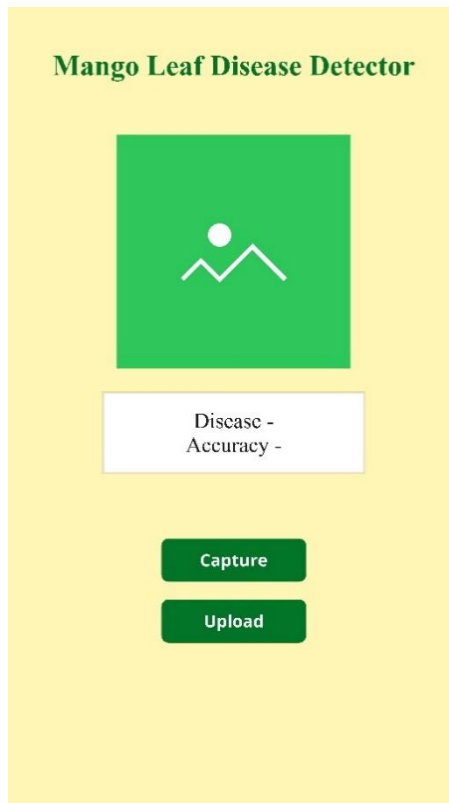 Mango Leaf Disease Detector
Disease -
Accuracy -
Capture
Upload